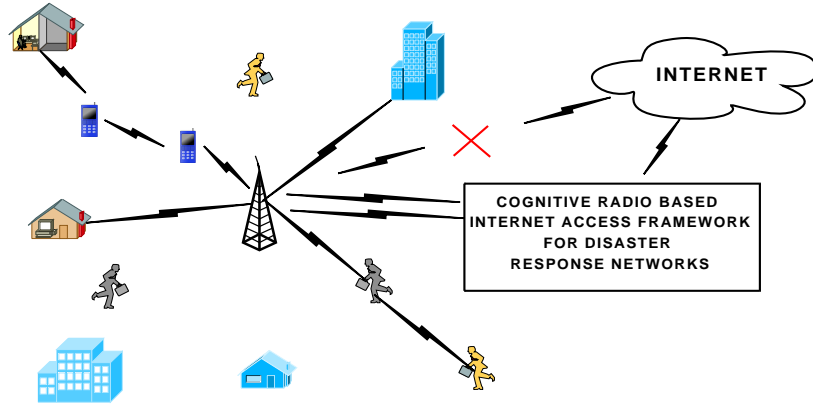 INTERNET
COGNITIVE RADIO BASED
INTERNET ACCESS FRAMEWORK
FOR DISASTER
RESPONSE NETWORKS